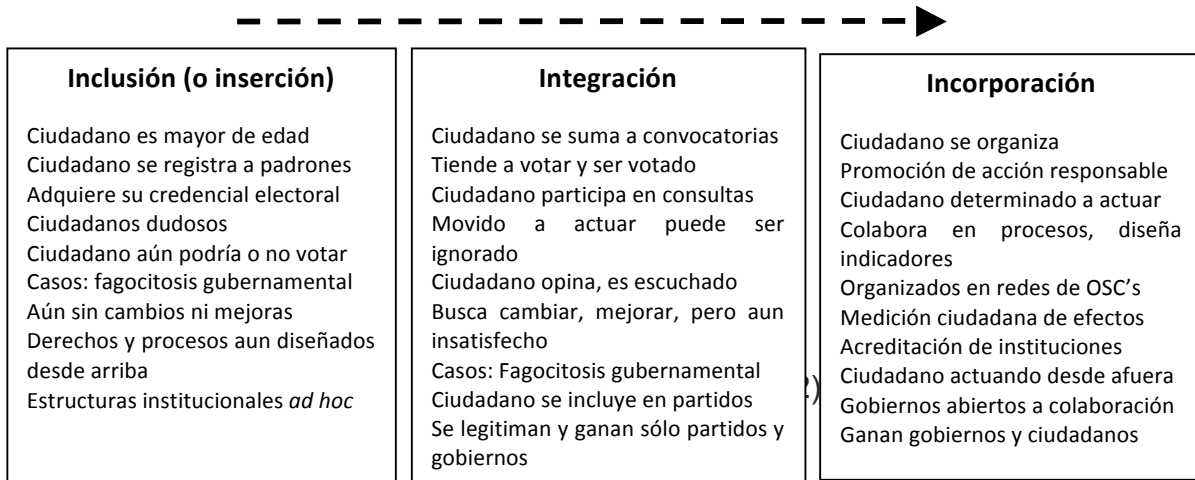 Inclusión (o inserción)
Ciudadano es mayor de edad
Ciudadano se registra a padrones
Adquiere su credencial electoral
Ciudadanos dudosos
Ciudadano aún podría o no votar
Casos: fagocitosis gubernamental
Aún sin cambios ni mejoras
Derechos y procesos aun diseñados
desde arriba
Estructuras institucionales ad hoc
Integración
Ciudadano se suma a convocatorias
Tiende a votar y ser votado
Ciudadano participa en consultas
Movido a actuar puede ser
ignorado
Ciudadano opina, es escuchado
Busca cambiar, mejorar, pero aun
insatisfecho
Casos: Fagocitosis gubernamental
Ciudadano se incluye en partidos
Se legitiman y ganan sólo partidos y
gobiernos
Incorporación
Ciudadano se organiza
Promoción de acción responsable
Ciudadano determinado a actuar
Colabora en procesos, diseña
indicadores
Organizados en redes de OSC's
Medición ciudadana de efectos
Acreditación de instituciones
Ciudadano actuando desde afuera
Gobiernos abiertos a colaboración
Ganan gobiernos y ciudadanos